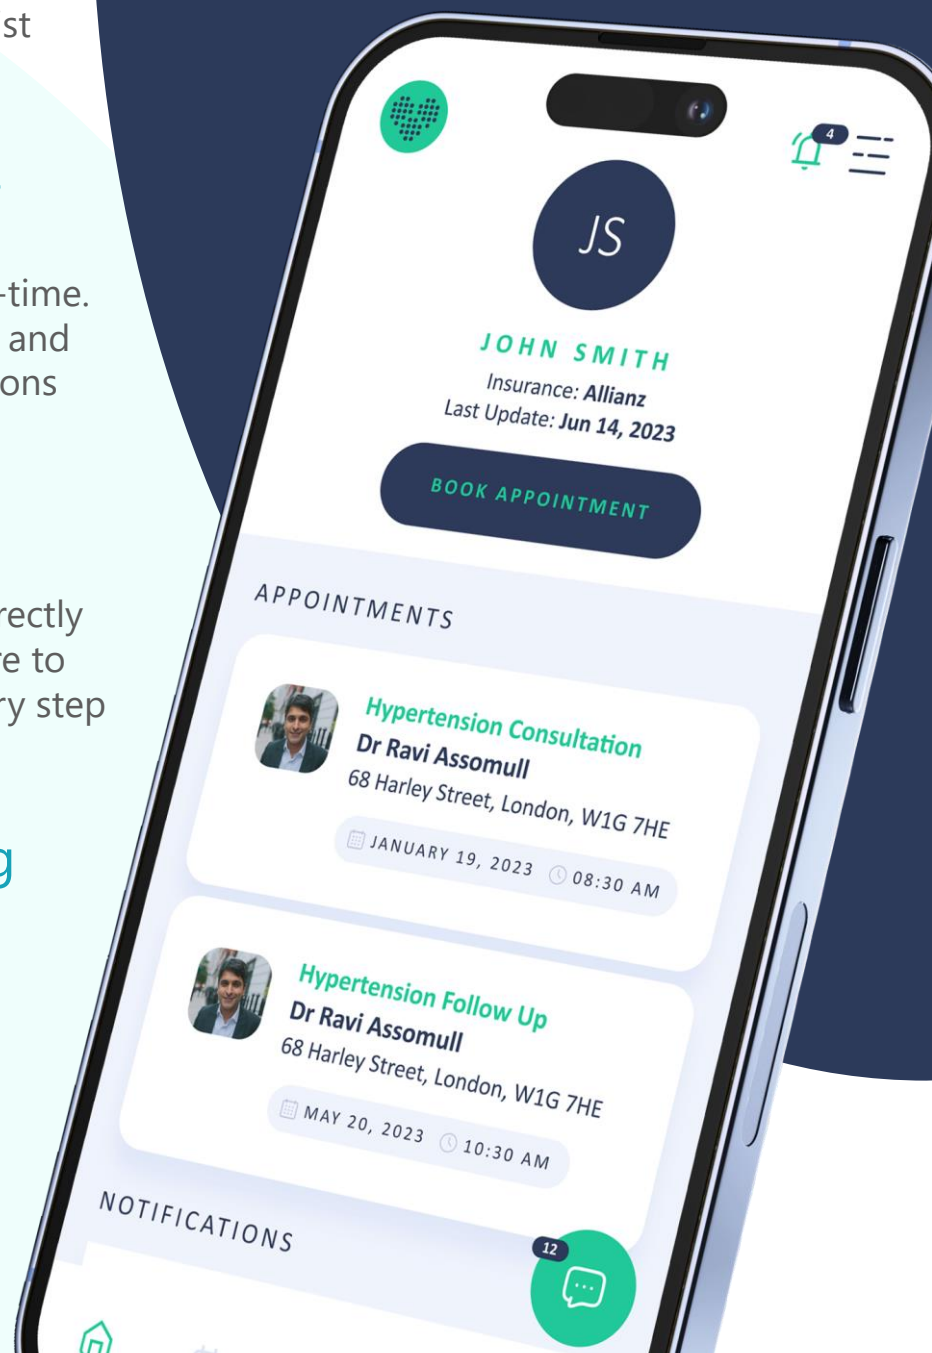 ist
-time.
and
ons
rectly
re to
ry step
g
4
JS
JOHN SMITH
Insurance: Allianz
Last Update: Jun 14, 2023
BOOK APPOINTMENT
APPOINTMENTS
Hypertension Consultation
Dr Ravi Assomull
68 Harley Street, London, W1G 7HE
JANUARY 19, 2023 08:30 AM
Hypertension Follow Up
Dr Ravi Assomull
68 Harley Street, London, W1G 7HE
MAY 20, 2023 10:30 AM
NOTIFICATIONS
12